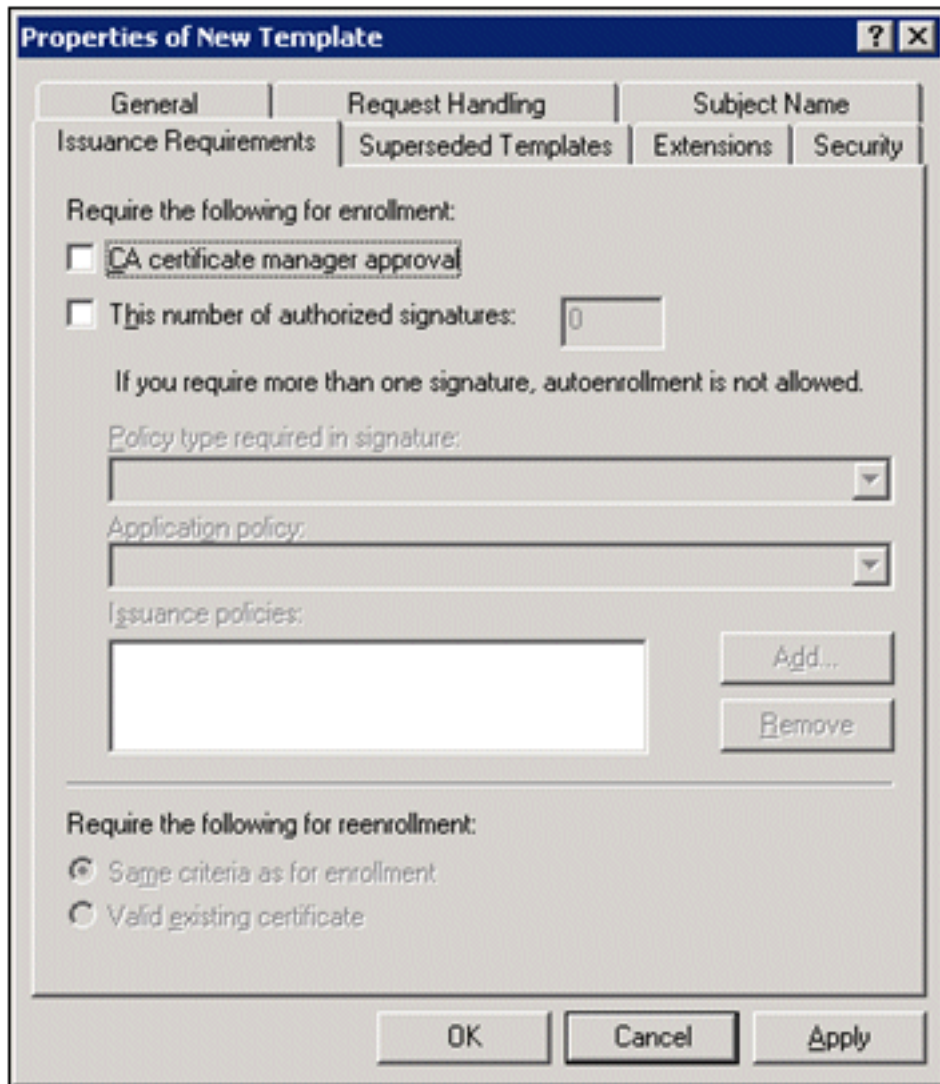 Properties of New Template
General Request Handling Subject Name
Issuance Requirements Superseded Templates Extensions Security
Require the following for enrollment:
CA certificate manager approval
This number of authorized signatures: 0
If you require more than one signature, autoenrollment is not allowed.
Policy type required in signature:
Application policy:
Issuance policies:
Add...
Remove
Require the following for reenrollment:
Same criteria as for enrollment
Valid existing certificate
OK Cancel Apply